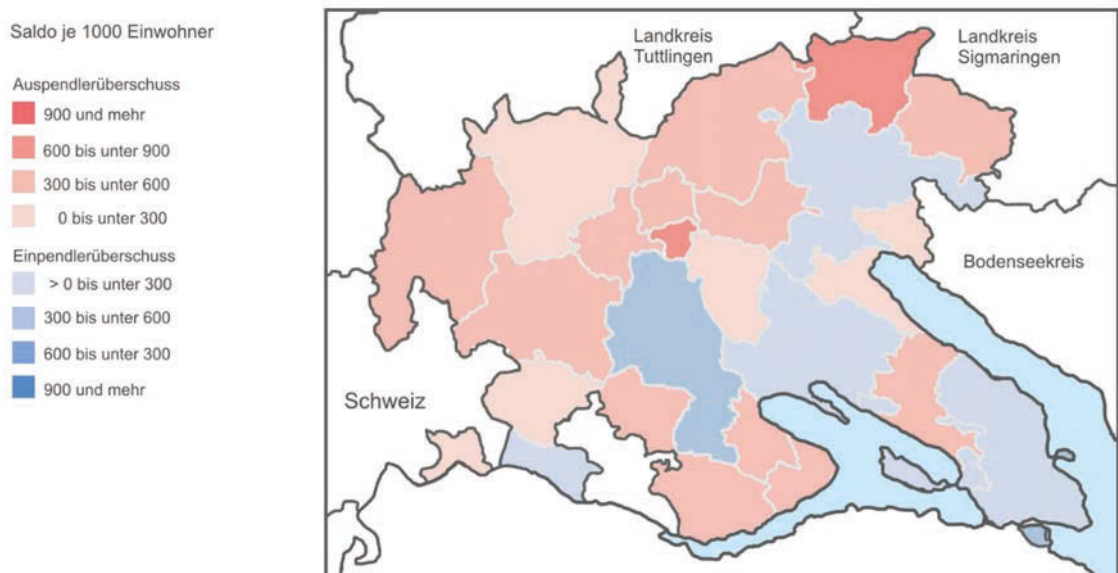 Saldo je 1000 Einwohner
Auspendlerüberschuss
900 und mehr
600 bis unter 900
300 bis unter 600
0 bis unter 300
Einpendlerüberschuss
> 0 bis unter 300
300 bis unter 600
600 bis unter 300
900 und mehr
Landkreis
Tuttlingen
Landkreis
Sigmaringen
Bodenseekreis
Schweiz